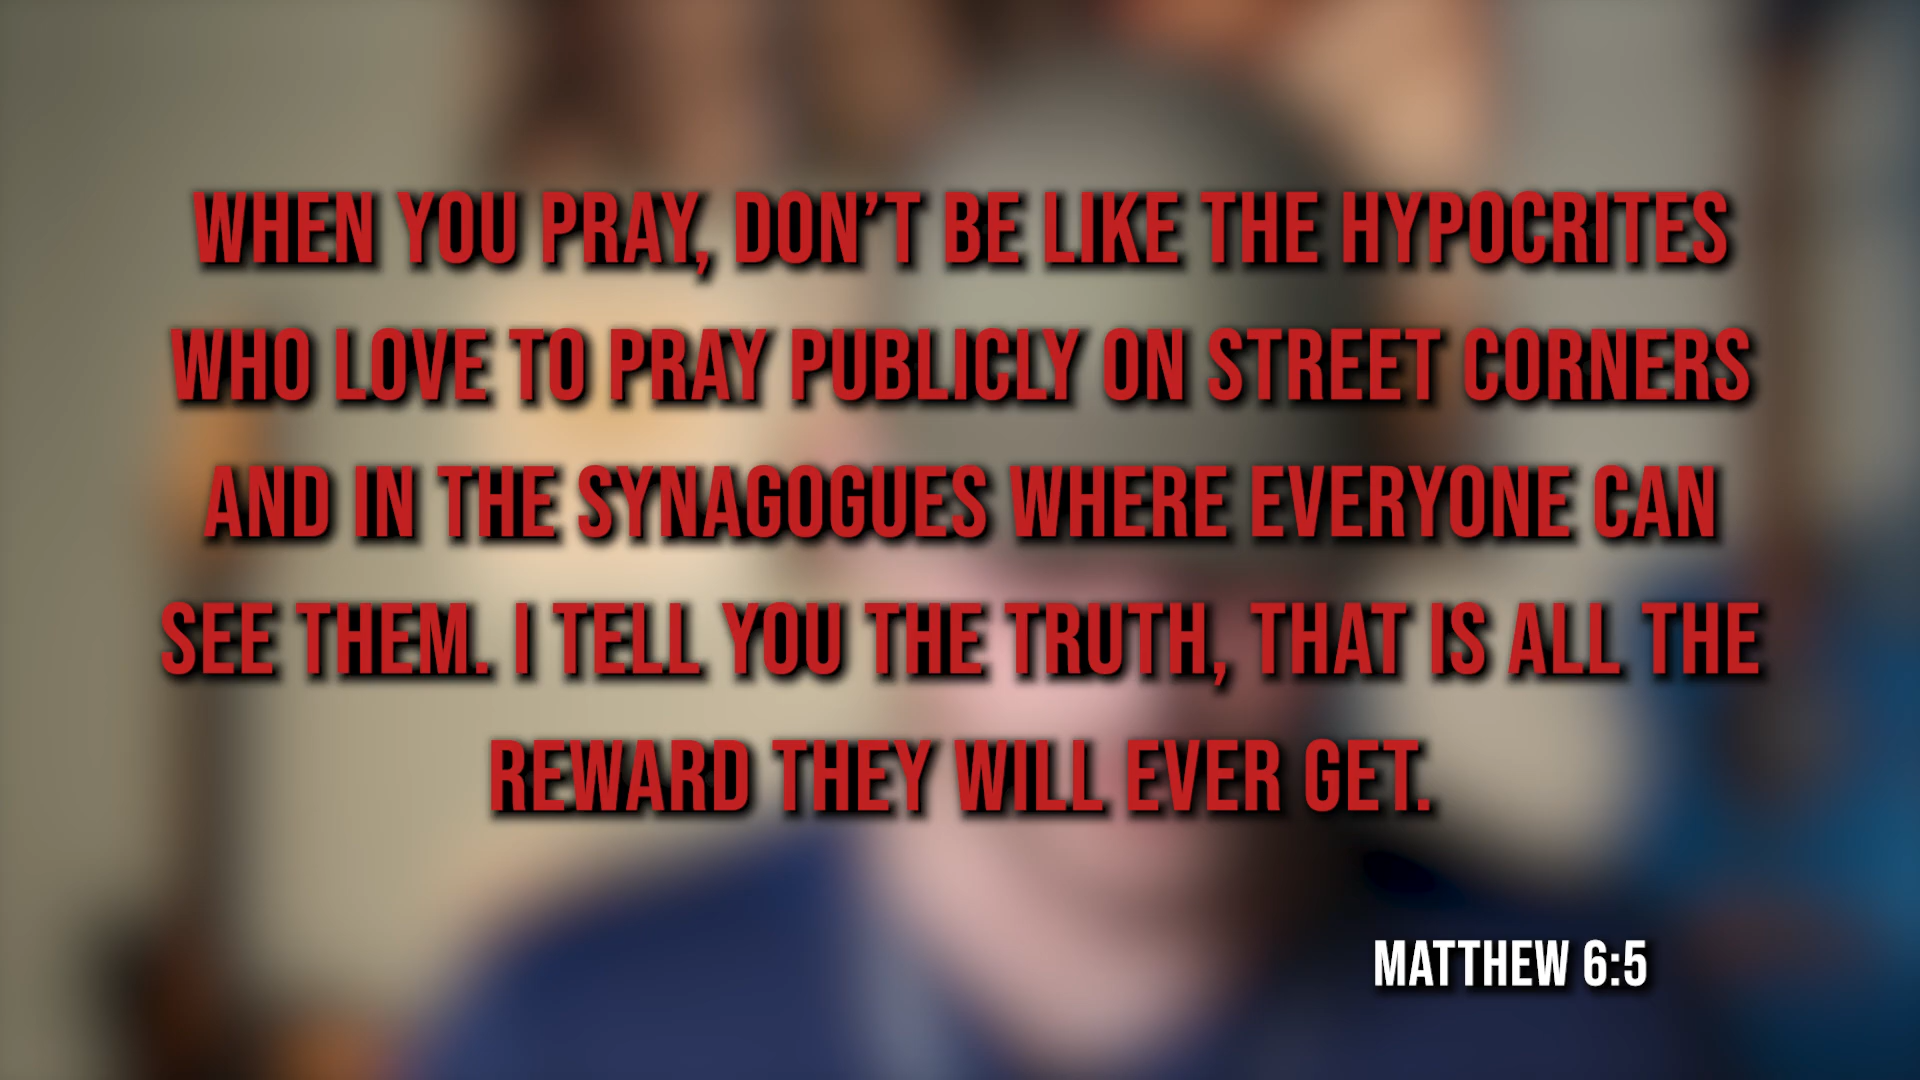 WHEN YOU PRAY, DON’T BE LIKE THE HYPOCRITES
WHO LOVE TO PRAY PUBLICLY ON STREET CORNERS
AND IN THE SYNAGOGUES WHERE EVERYONE CAN
SEE THEM. I TELL YOU THE TRUTH, THAT IS ALL THE
REWARD THEY WILL EVER GET.
MATTHEW 6:5